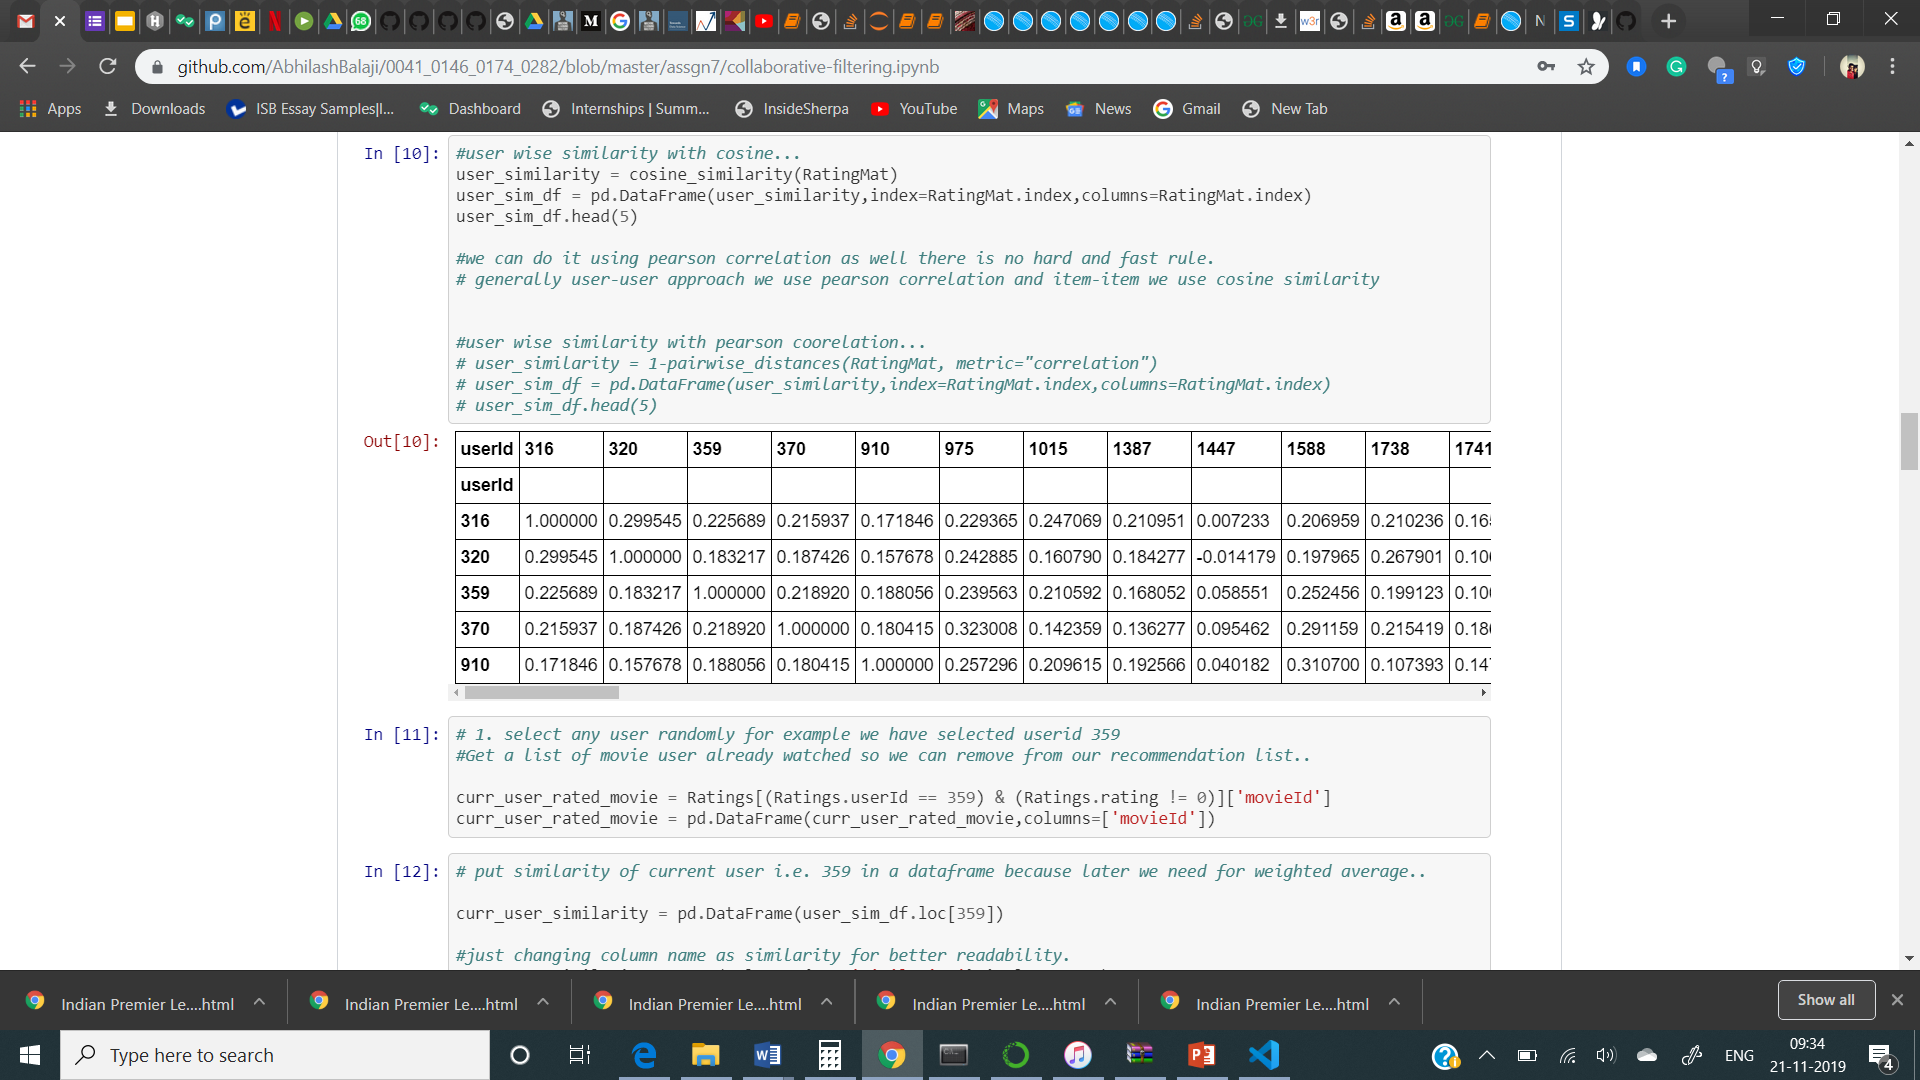 github.com/AbhilashBalaji/0041_0146_0174_0282/blob/master/assgn7/collaborative-filtering.ipynb
Apps Downloads ISB Essay Samples|I... Dashboard Internships | Summ... InsideSherpa YouTube Maps News Gmail New Tab
In [10]: #user wise similarity with cosine...
user_similarity = cosine_similarity(RatingMat)
user_sim_df = pd.DataFrame(user_similarity,index=RatingMat.index,columns=RatingMat.index)
user_sim_df.head(5)
#we can do it using pearson correlation as well there is no hard and fast rule.
# generally user-user approach we use pearson correlation and item-item we use cosine similarity
#user wise similarity with pearson coorelation...
# user_similarity = 1-pairwise_distances(RatingMat, metric="correlation")
# user_sim_df = pd.DataFrame(user_similarity,index=RatingMat.index,columns=RatingMat.index)
# user_sim_df.head(5)
Out[10]:
userId 316 320 359 370 910 975 1015 1387 1447 1588 1738 1741
userId
316 1.000000 0.299545 0.225689 0.215937 0.171846 0.229365 0.247069 0.210951 0.007233 0.206959 0.210236
320 0.299545 1.000000 0.183217 0.187426 0.157678 0.242885 0.160790 0.184277 -0.014179 0.197965 0.267901
359 0.225689 0.183217 1.000000 0.218920 0.188056 0.239563 0.210592 0.168052 0.058551 0.252456 0.199123
370 0.215937 0.187426 0.218920 1.000000 0.180415 0.323008 0.142359 0.136277 0.095462 0.291159 0.215419
910 0.171846 0.157678 0.188056 0.180415 1.000000 0.257296 0.209615 0.192566 0.040182 0.310700 0.107393
In [11]: # 1. select any user randomly for example we have selected userid 359
#Get a list of movie user already watched so we can remove from our recommendation list..
curr_user_rated_movie = Ratings[(Ratings.userId == 359) & (Ratings.rating != 0)]['movieId']
curr_user_rated_movie = pd.DataFrame(curr_user_rated_movie,columns=['movieId'])
In [12]: # put similarity of current user i.e. 359 in a dataframe because later we need for weighted average..
curr_user_similarity = pd.DataFrame(user_sim_df.loc[359])
#just changing column name as similarity for better readability.
Indian Premier Le....html Indian Premier Le....html Indian Premier Le....html Indian Premier Le....html Indian Premier Le....html Show all
Type here to search
ENG
09:34
21-11-2019
4